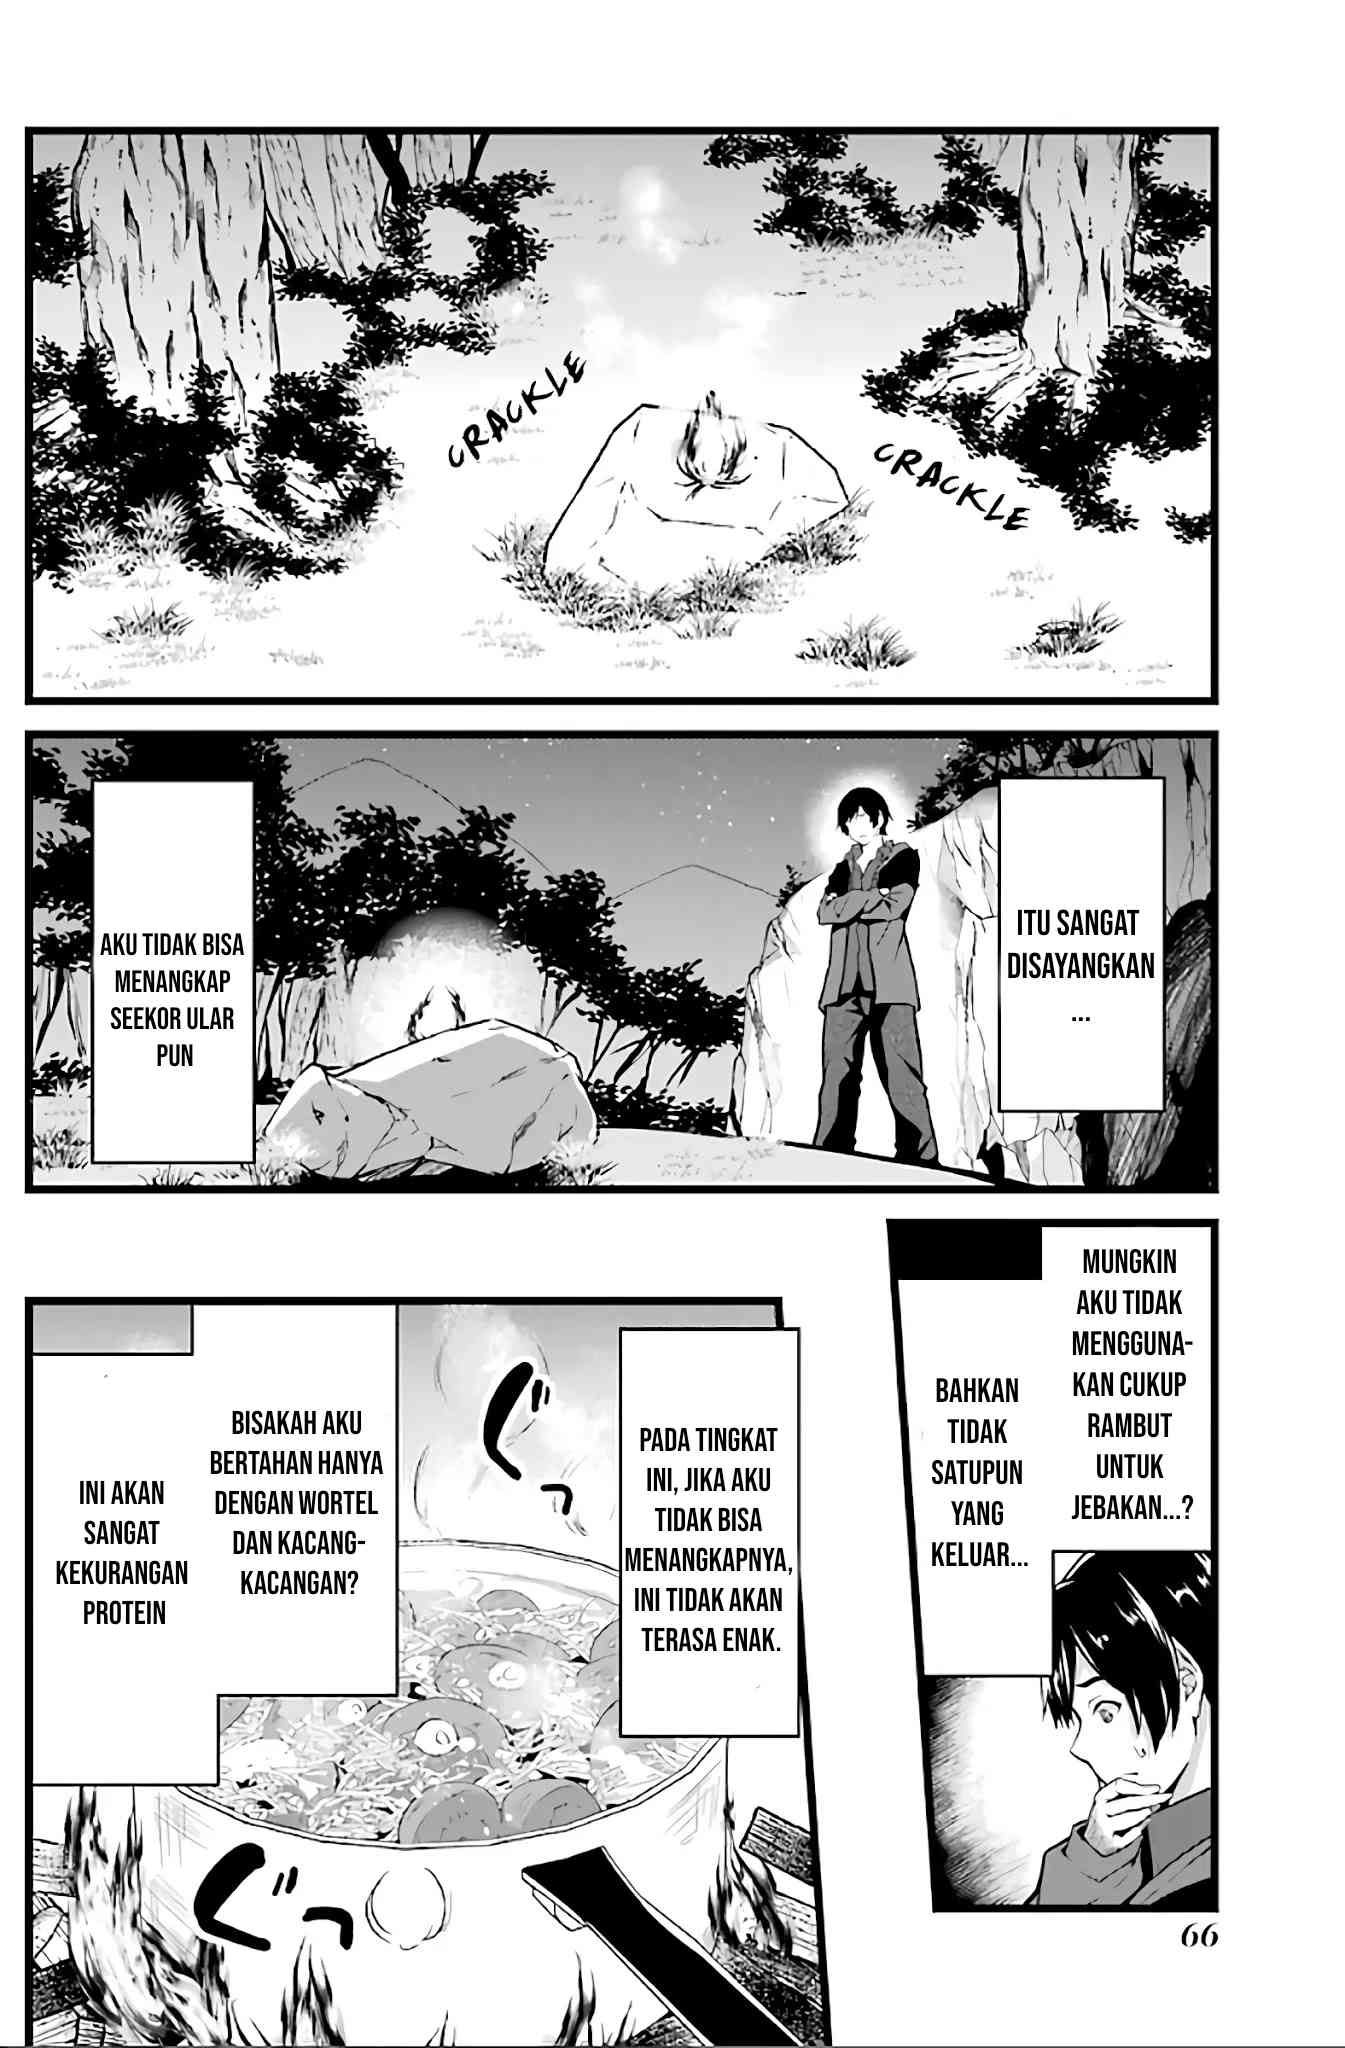 CRACKLE
CRACKLE
ITU SANGAT
DISAYANGKAN
...
AKU TIDAK BISA
MENANGKAP
SEEKOR ULAR
PUN
MUNGKIN
AKU TIDAK
MENGGUNA-
KAN CUKUP
RAMBUT
UNTUK
JEBAKAN...?
BAHKAN
TIDAK
SATUPUN
YANG
KELUAR...
PADA TINGKAT
INI, JIKA AKU
TIDAK BISA
MENANGKAPNYA,
INI TIDAK AKAN
TERASA ENAK.
BISAKAH AKU
BERTAHAN HANYA
DENGAN WORTEL
DAN KACANG-
KACANGAN?
INI AKAN
SANGAT
KEKURANGAN
PROTEIN
ぐっ
ぐっ
66